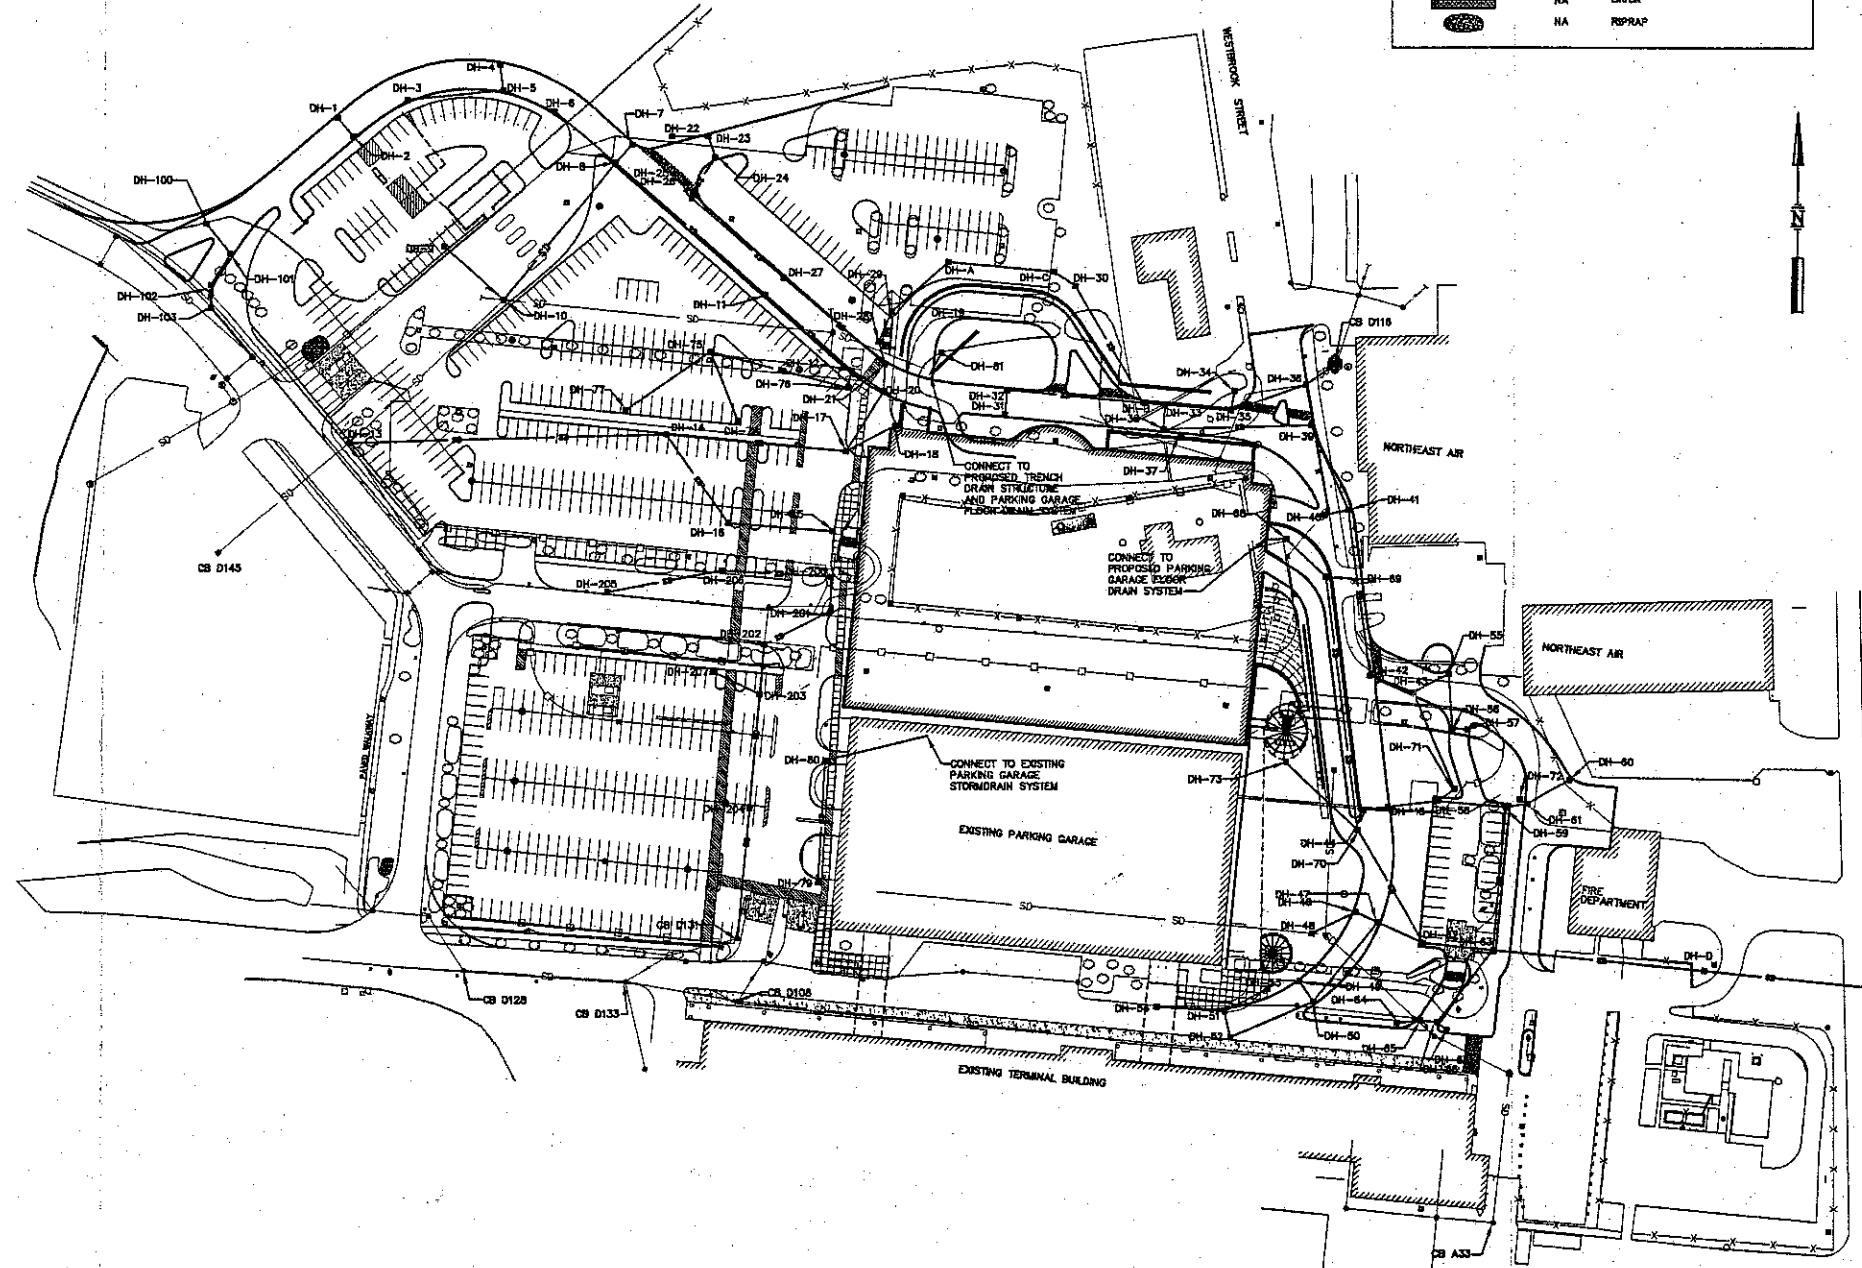 NA
NA RIPRAP
WESTBROOK
STREET
DH-4
DH-3
DH-5
DH-1
DH-6
DH-7
DH-22
DH-23
DH-2
DH-8
DH-24
DH-100
N
DH-101
DH-102
DH-103
DH-10
SD
SD
DH-11
DH-27
DH-29
DH-A
DH-C
DH-30
DH-19
CB D116
DH-81
DH-76
DH-21
DH-20
DH-77
DH-17
DH-32
DH-31
DH-34
DH-36
DH-33
DH-35
DH-39
DH-18
DH-37
NORTHEAST AIR
CONNECT TO
PROPOSED TRENCH
DRAIN STRUCTURE
AND PARKING GARAGE
FLOOR DRAIN SYSTEM
DH-41
DH-16
CB D145
CONNECT TO
PROPOSED PARKING
GARAGE FLOOR
DRAIN SYSTEM
DH-69
DH-205
DH-201
DH-202
DH-203
DH-207
DH-55
NORTHEAST AIR
DH-42
DH-43
DH-56
DH-57
DH-71
DH-80
CONNECT TO EXISTING
PARKING GARAGE
STORMDRAIN SYSTEM
DH-73
DH-72
DH-60
DH-204
DH-58
DH-61
DH-59
EXISTING PARKING GARAGE
DH-70
DH-79
DH-47
DH-48
SD
SD
FIRE
DEPARTMENT
CB D131
DH-D
CB D128
CB D133
CB D108
DH-64
DH-51
DH-50
DH-65
SD
EXISTING TERMINAL BUILDING
CB A33